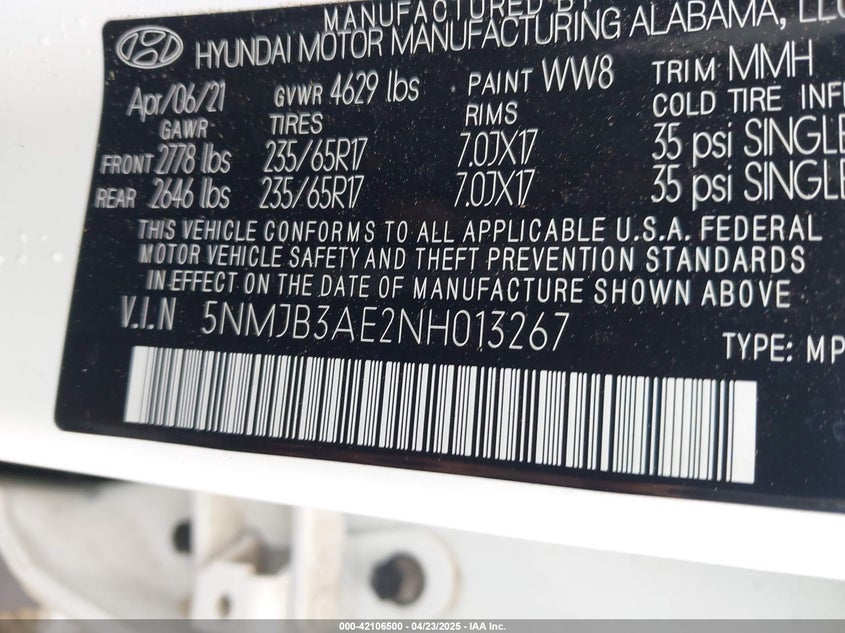 MANUFACTURED BY
HYUNDAI MOTOR MANUFACTURING ALABAMA, LLC
Apr/06/21 GVWR 4629 lbs PAINT WW8 TRIM MMH
GAWR TIRES RIMS COLD TIRE INF
FRONT 2778 lbs 235/65R17 7.0JX17 35 psi SINGLE
REAR 2646 lbs 235/65R17 7.0JX17 35 psi SINGLE
THIS VEHICLE CONFORMS TO ALL APPLICABLE U.S.A. FEDERAL
MOTOR VEHICLE SAFETY AND THEFT PREVENTION STANDARDS
IN EFFECT ON THE DATE OF MANUFACTURE SHOWN ABOVE
V.I.N 5NMJB3AE2NH013267
TYPE: MP
000-42106500 - 04/23/2025 - IAA Inc.